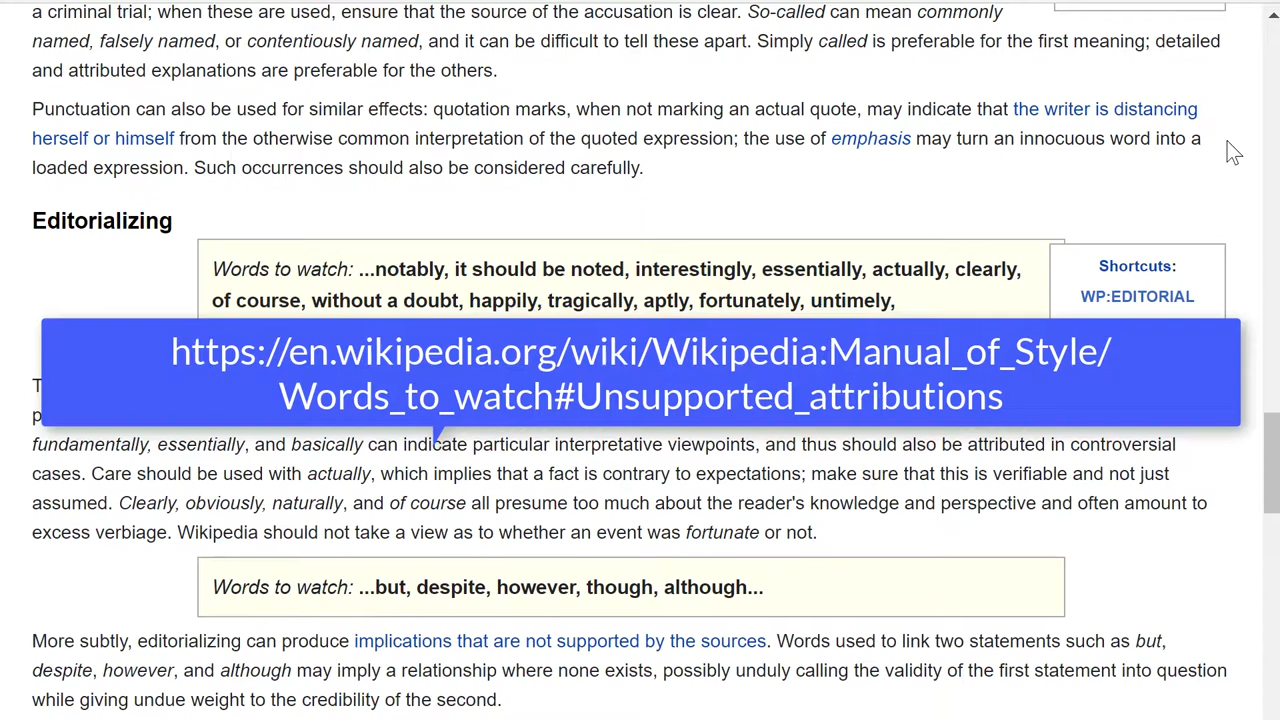 a criminal trial; when these are used, ensure that the source of the accusation is clear. So-called can mean commonly
named, falsely named, or contentiously named, and it can be difficult to tell these apart. Simply called is preferable for the first meaning; detailed
and attributed explanations are preferable for the others.
Punctuation can also be used for similar effects: quotation marks, when not marking an actual quote, may indicate that the writer is distancing
herself or himself from the otherwise common interpretation of the quoted expression; the use of emphasis may turn an innocuous word into a
loaded expression. Such occurrences should also be considered carefully.
Editorializing
Words to watch: ...notably, it should be noted, interestingly, essentially, actually, clearly,
of course, without a doubt, happily, tragically, aptly, fortunately, untimely,
Shortcuts:
WP:EDITORIAL
https://en.wikipedia.org/wiki/Wikipedia:Manual_of_Style/
Words_to_watch#Unsupported_attributions
fundamentally, essentially, and basically can indicate particular interpretative viewpoints, and thus should also be attributed in controversial
cases. Care should be used with actually, which implies that a fact is contrary to expectations; make sure that this is verifiable and not just
assumed. Clearly, obviously, naturally, and of course all presume too much about the reader's knowledge and perspective and often amount to
excess verbiage. Wikipedia should not take a view as to whether an event was fortunate or not.
Words to watch: ...but, despite, however, though, although...
More subtly, editorializing can produce implications that are not supported by the sources. Words used to link two statements such as but,
despite, however, and although may imply a relationship where none exists, possibly unduly calling the validity of the first statement into question
while giving undue weight to the credibility of the second.